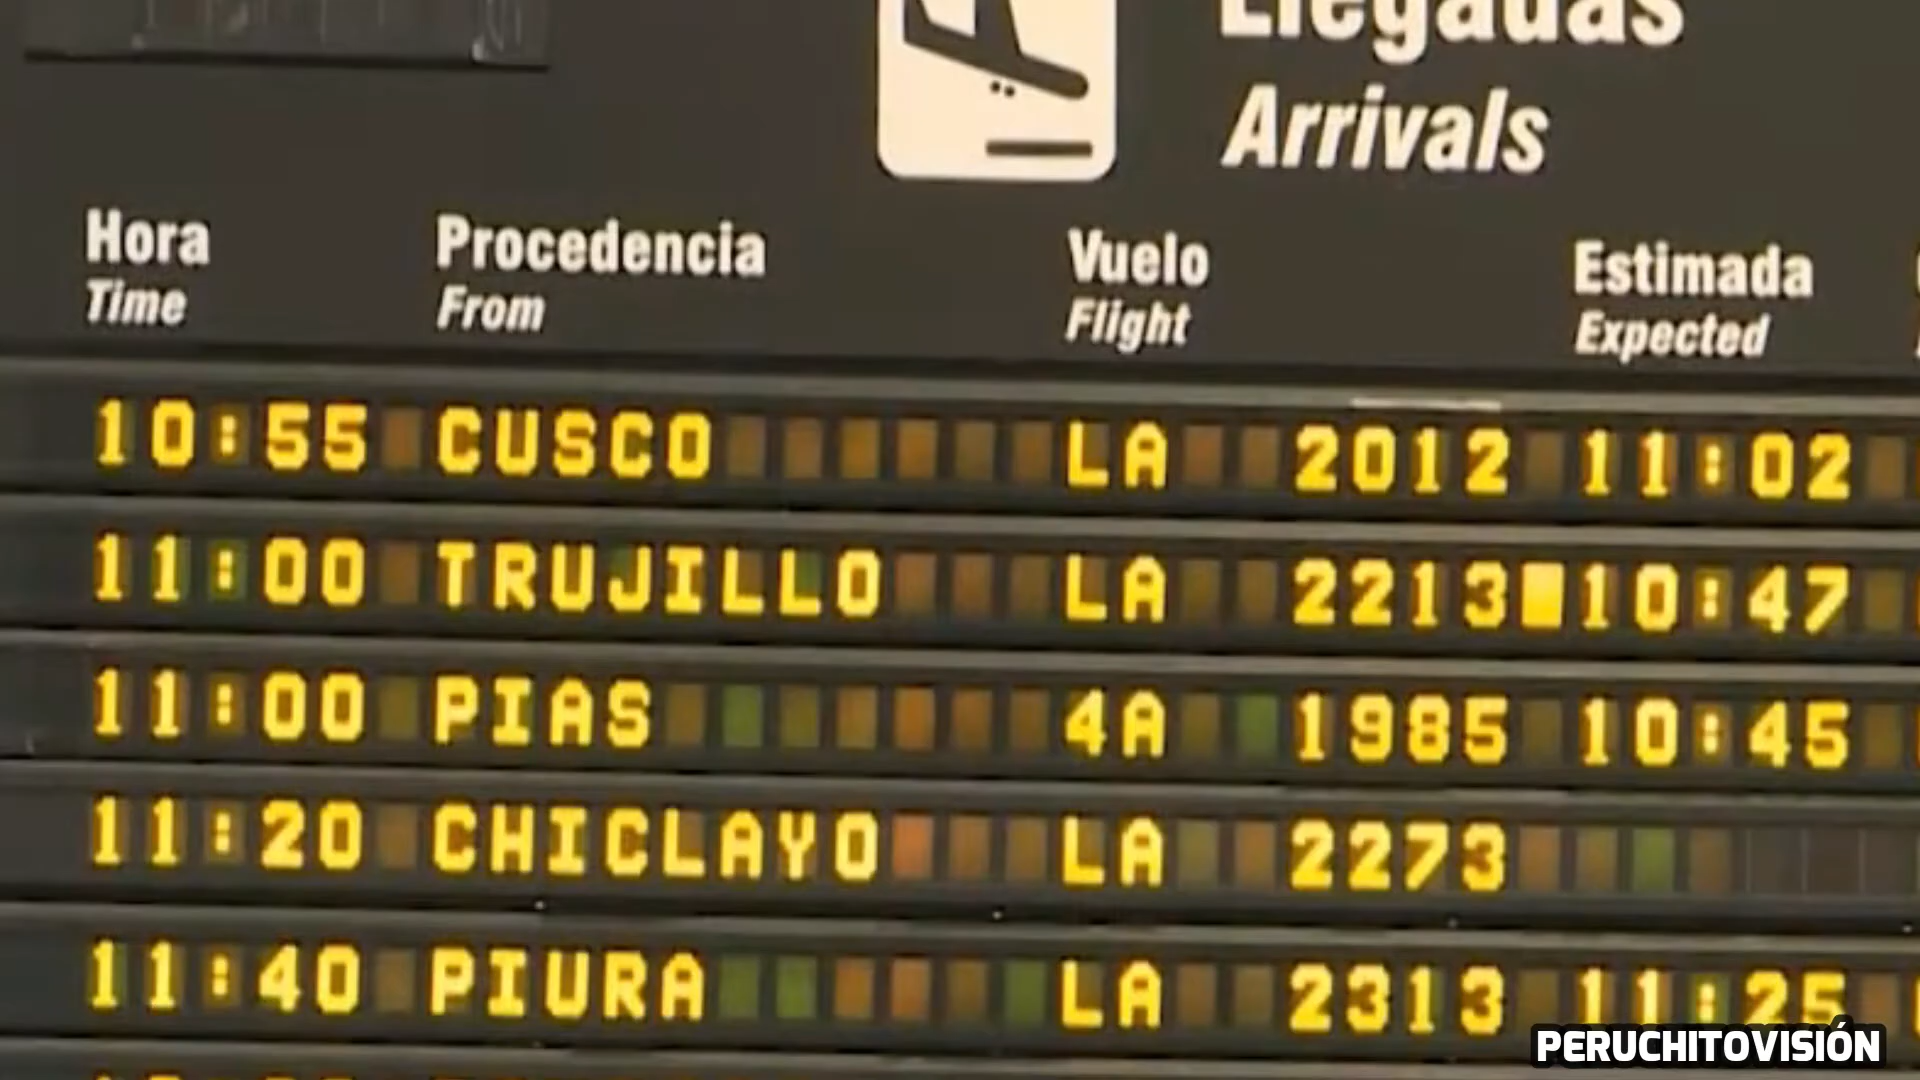 Llegadas
Arrivals
Hora Procedencia Vuelo Estimada
Time From Flight Expected
10:55 CUSCO LA 2012 11:02
11:00 TRUJILLO LA 2213 10:47
11:00 PIAS 4A 1985 10:45
11:20 CHICLAYO LA 2273
11:40 PIURA LA 2313 11:25
PERUCHITOVISIÓN